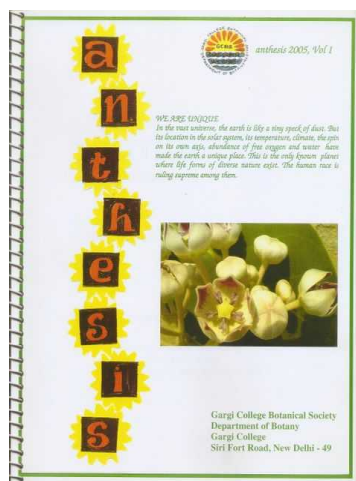 anthesis
GCBS
anthesis 2005, Vol 1
WE ARE UNIQUE
In the vast universe, the earth is like a tiny speck of dust. But
its location in the solar system, its temperature, climate, the spin
on its own axis, abundance of free oxygen and water have
made the earth a unique place. This is the only known planet
where life forms of diverse nature exist. The human race is
ruling supreme among them.
Gargi College Botanical Society
Department of Botany
Gargi College
Siri Fort Road, New Delhi - 49